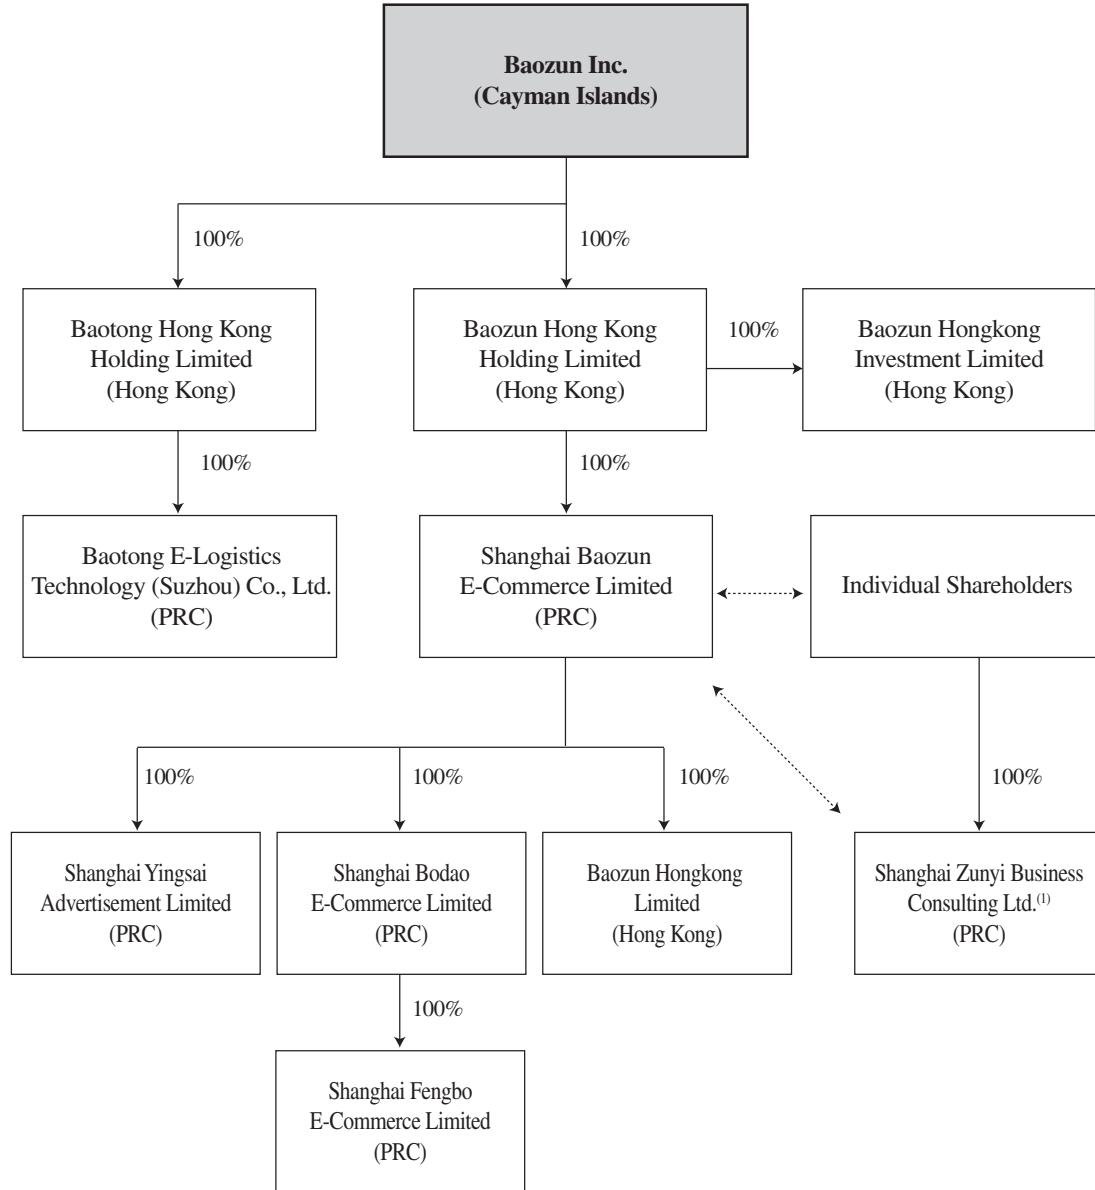 Baozun Inc.
(Cayman Islands)
100%
100%
Baotong Hong Kong
Holding Limited
(Hong Kong)
Baozun Hong Kong
Holding Limited
(Hong Kong)
100%
Baozun Hongkong
Investment Limited
(Hong Kong)
100%
100%
Baotong E-Logistics
Technology (Suzhou) Co., Ltd.
(PRC)
Shanghai Baozun
E-Commerce Limited
(PRC)
Individual Shareholders
100%
100%
100%
100%
Shanghai Yingsai
Advertisement Limited
(PRC)
Shanghai Bodao
E-Commerce Limited
(PRC)
Baozun Hongkong
Limited
(Hong Kong)
Shanghai Zunyi Business
Consulting Ltd.(1)
(PRC)
100%
Shanghai Fengbo
E-Commerce Limited
(PRC)